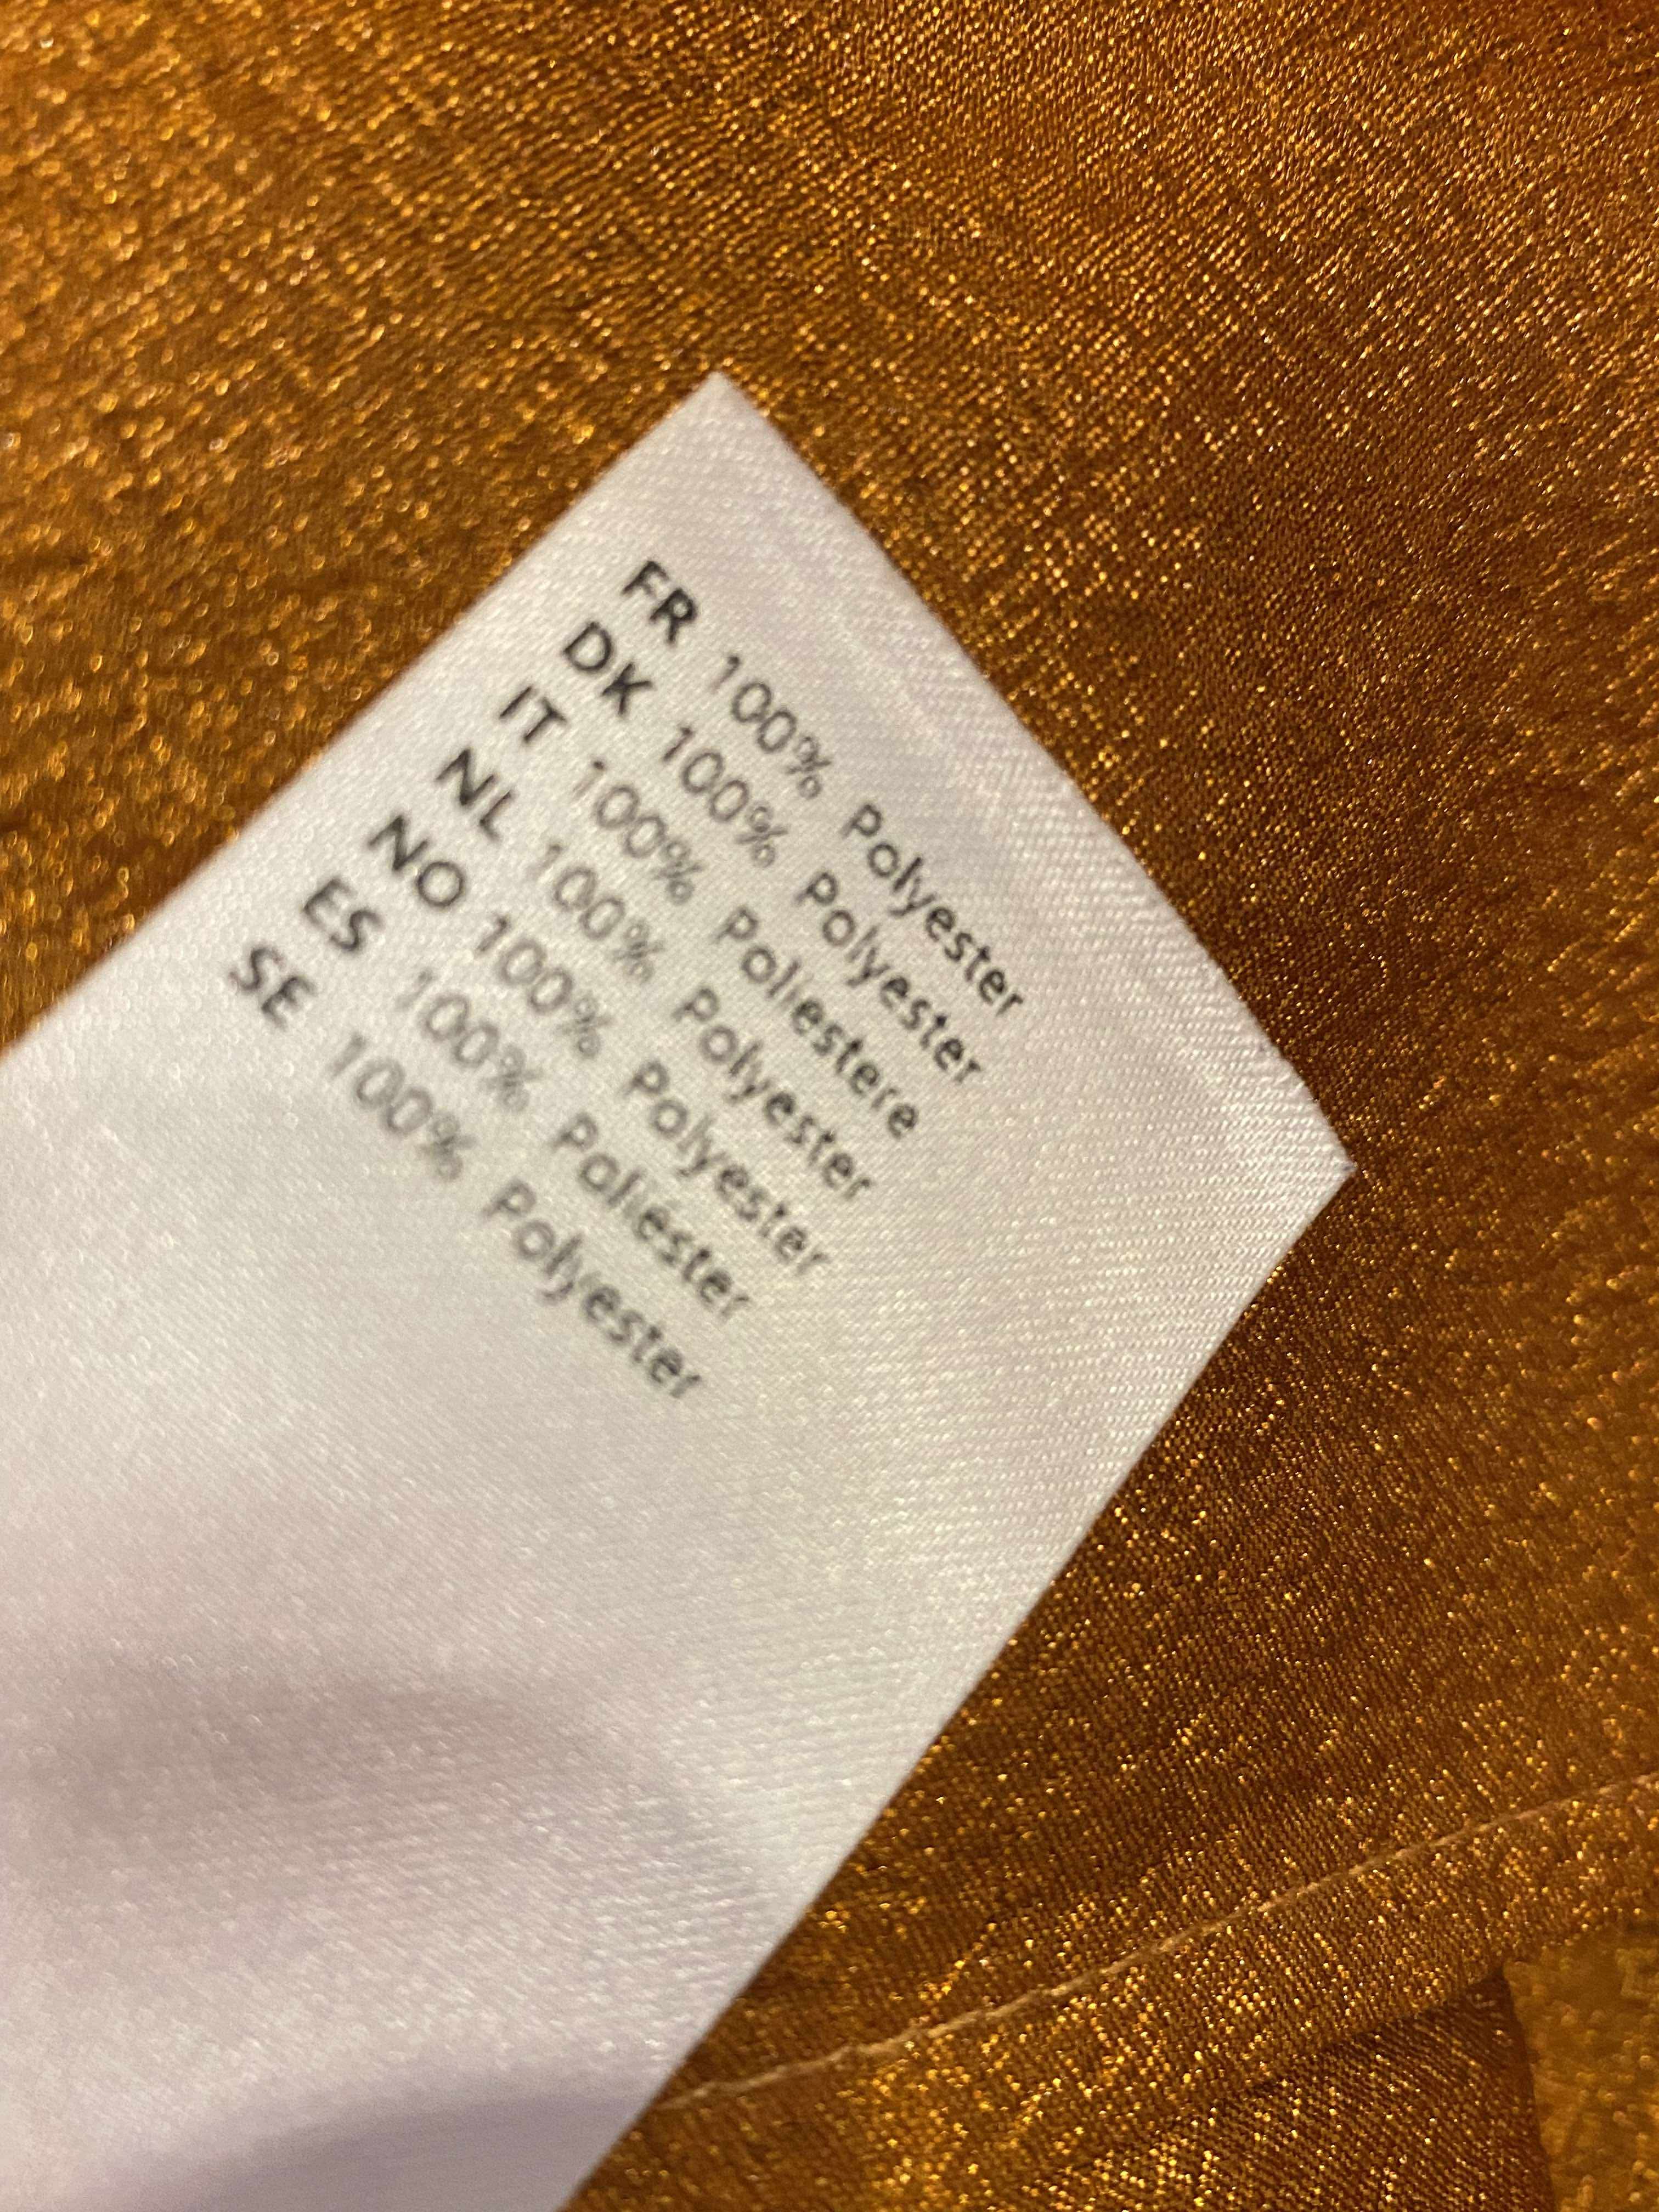 FR 100% Polyester
DK 100% Polyester
IT 100% Poliestere
NL 100% Polyester
NO 100% Polyester
ES 100% Poliéster
SE 100% Polyester